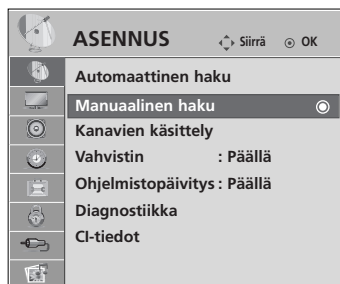 ASENNUS Siirrä OK
Automaattinen haku
Manuaalinen haku
Kanavien käsittely
Vahvistin : Päällä
Ohjelmistopäivitys : Päällä
Diagnostiikka
CI-tiedot